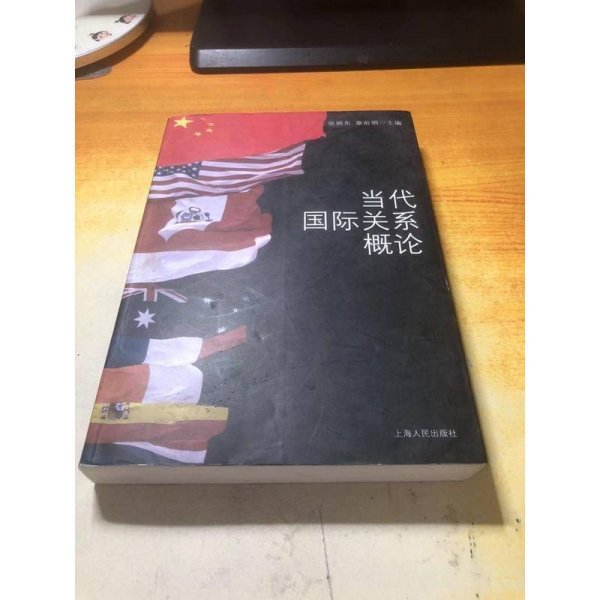 主编
当代
国际关系
概论
上海人民出版社